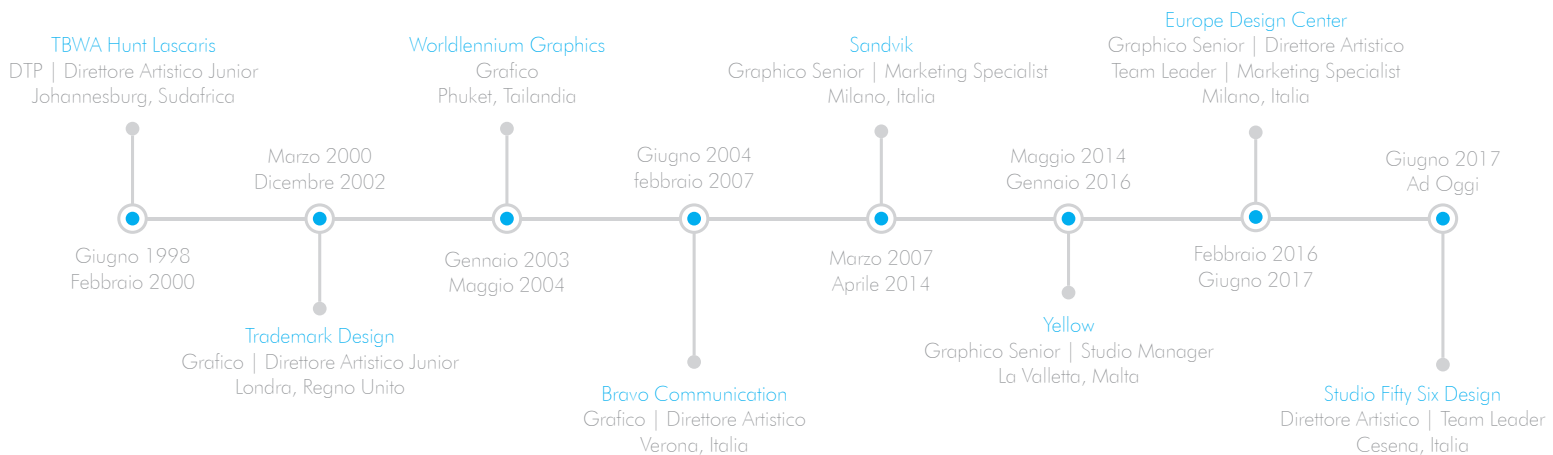 TBWA Hunt Lascaris
DTP | Direttore Artistico Junior
Johannesburg, Sudafrica
Giugno 1998
Febbraio 2000
Marzo 2000
Dicembre 2002
Trademark Design
Grafico | Direttore Artistico Junior
Londra, Regno Unito
Worldlennium Graphics
Grafico
Phuket, Tailandia
Gennaio 2003
Maggio 2004
Giugno 2004
febbraio 2007
Bravo Communication
Grafico | Direttore Artistico
Verona, Italia
Sandvik
Graphico Senior | Marketing Specialist
Milano, Italia
Marzo 2007
Aprile 2014
Maggio 2014
Gennaio 2016
Yellow
Graphico Senior | Studio Manager
La Valletta, Malta
Europe Design Center
Graphico Senior | Direttore Artistico
Team Leader | Marketing Specialist
Milano, Italia
Febbraio 2016
Giugno 2017
Giugno 2017
Ad Oggi
Studio Fifty Six Design
Direttore Artistico | Team Leader
Cesena, Italia